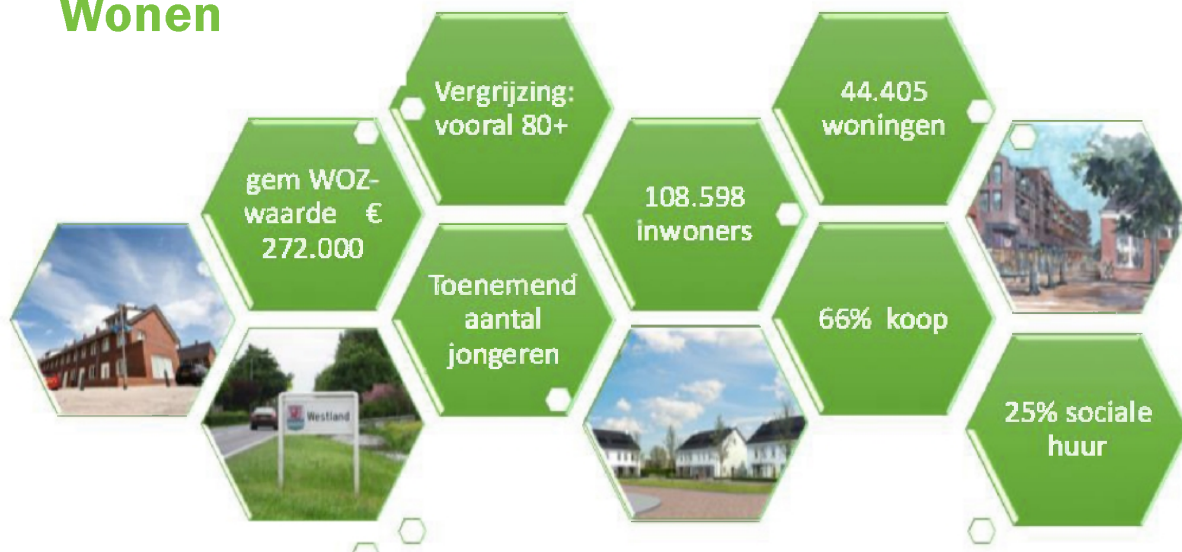 Wonen
Vergrijzing:
vooral 80+
44.405
woningen
gem WOZ-
waarde €
272.000
108.598
inwoners
Toenemend
aantal
jongeren
66% koop
Westland
25% sociale
huur